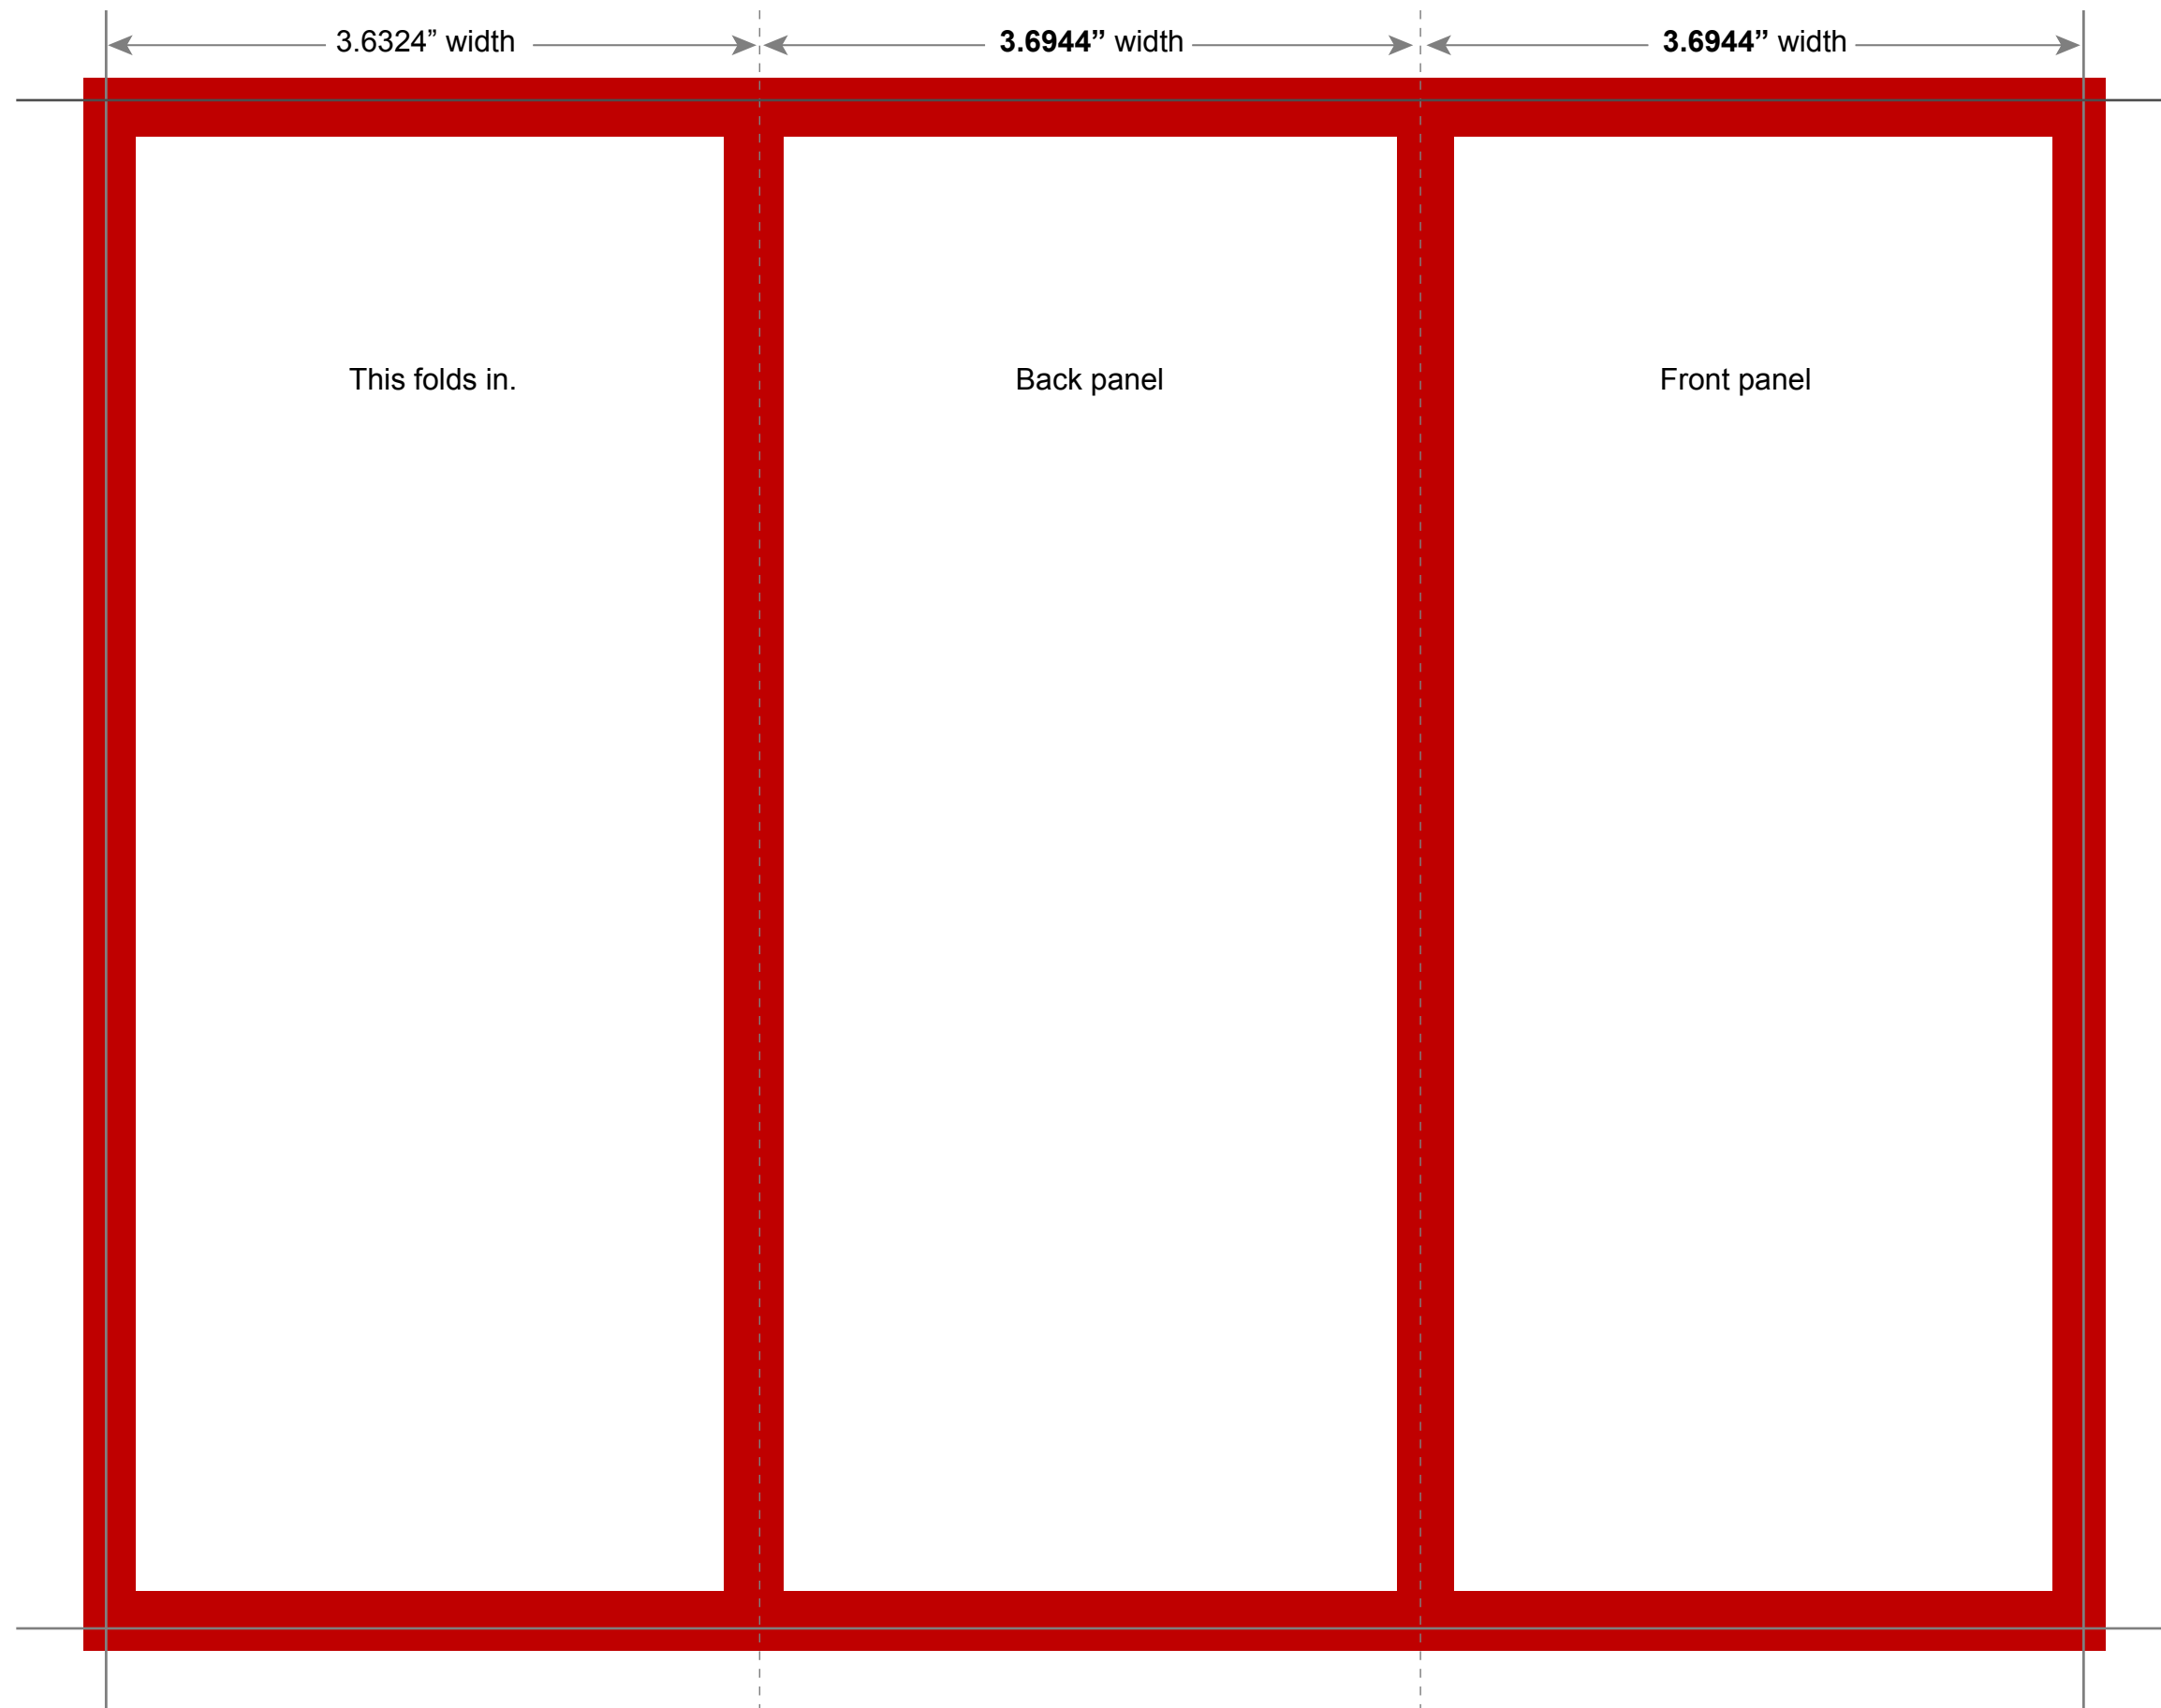 3.6324” width
3.6944” width
3.6944” width
This folds in.
Back panel
Front panel